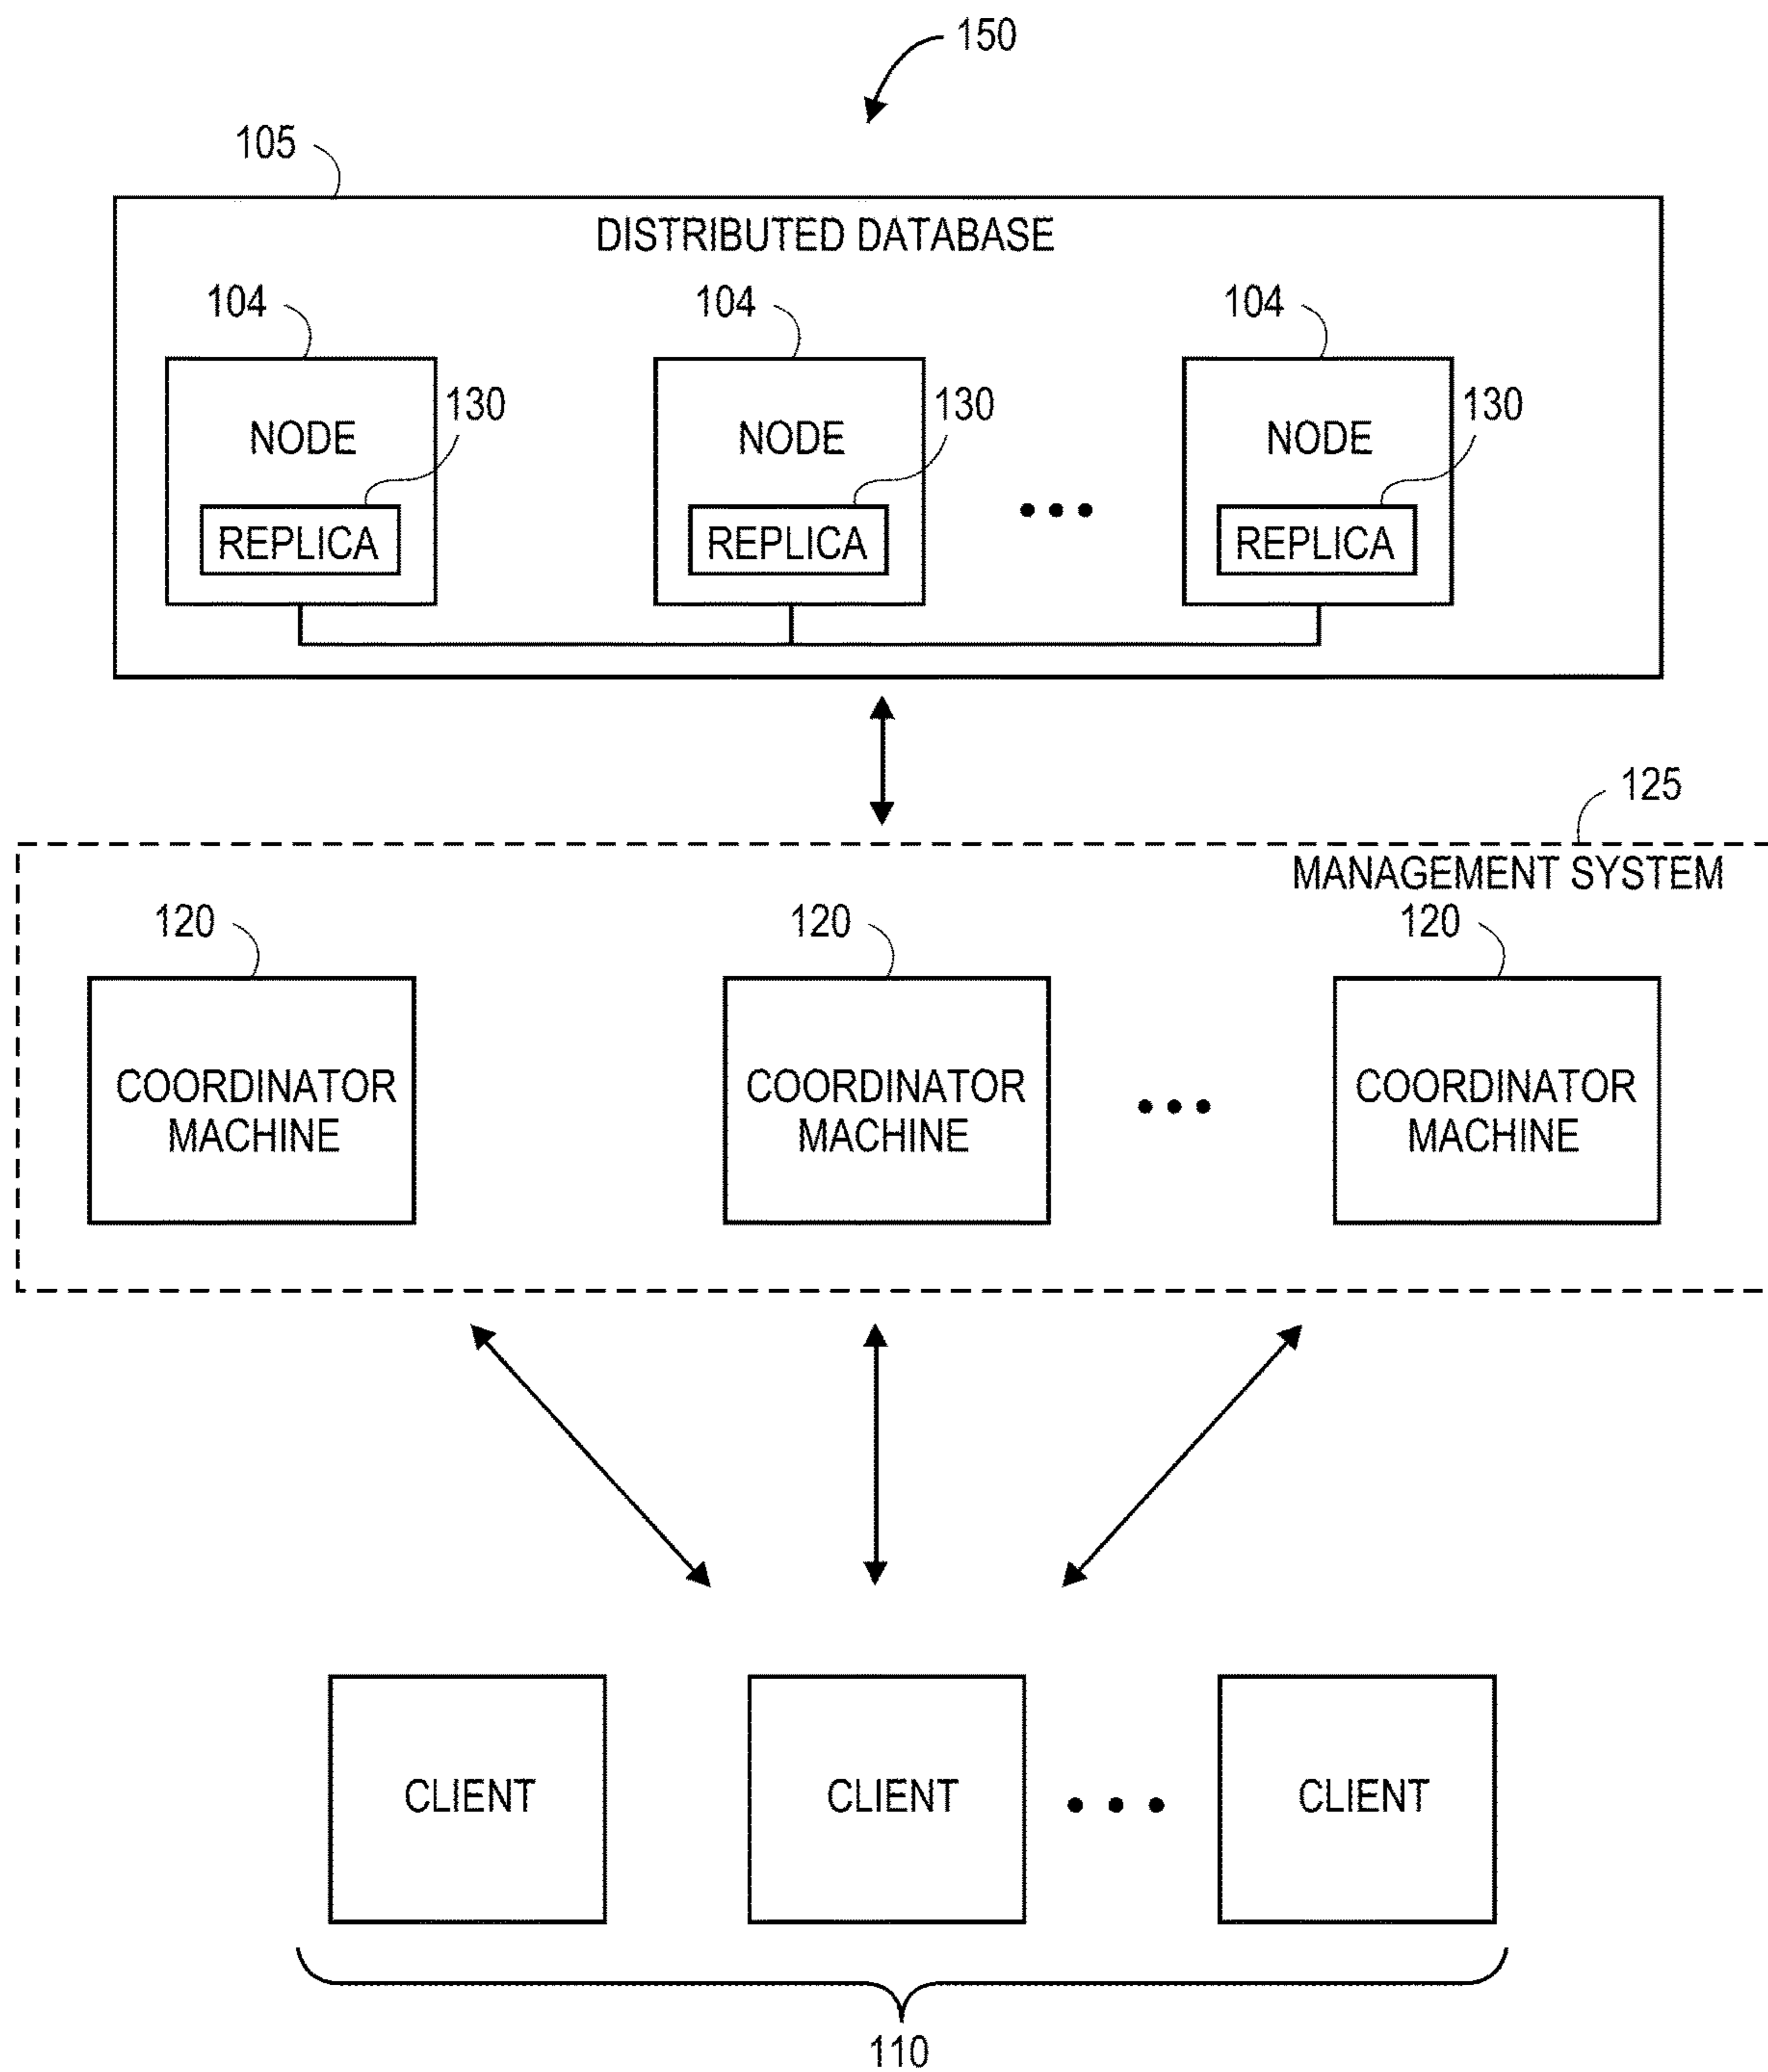 150
105
DISTRIBUTED DATABASE
104 104 104
130 130 130
NODE NODE NODE
REPLICA REPLICA REPLICA
125
MANAGEMENT SYSTEM
120 120 120
COORDINATOR COORDINATOR COORDINATOR
MACHINE MACHINE MACHINE
CLIENT CLIENT CLIENT
110